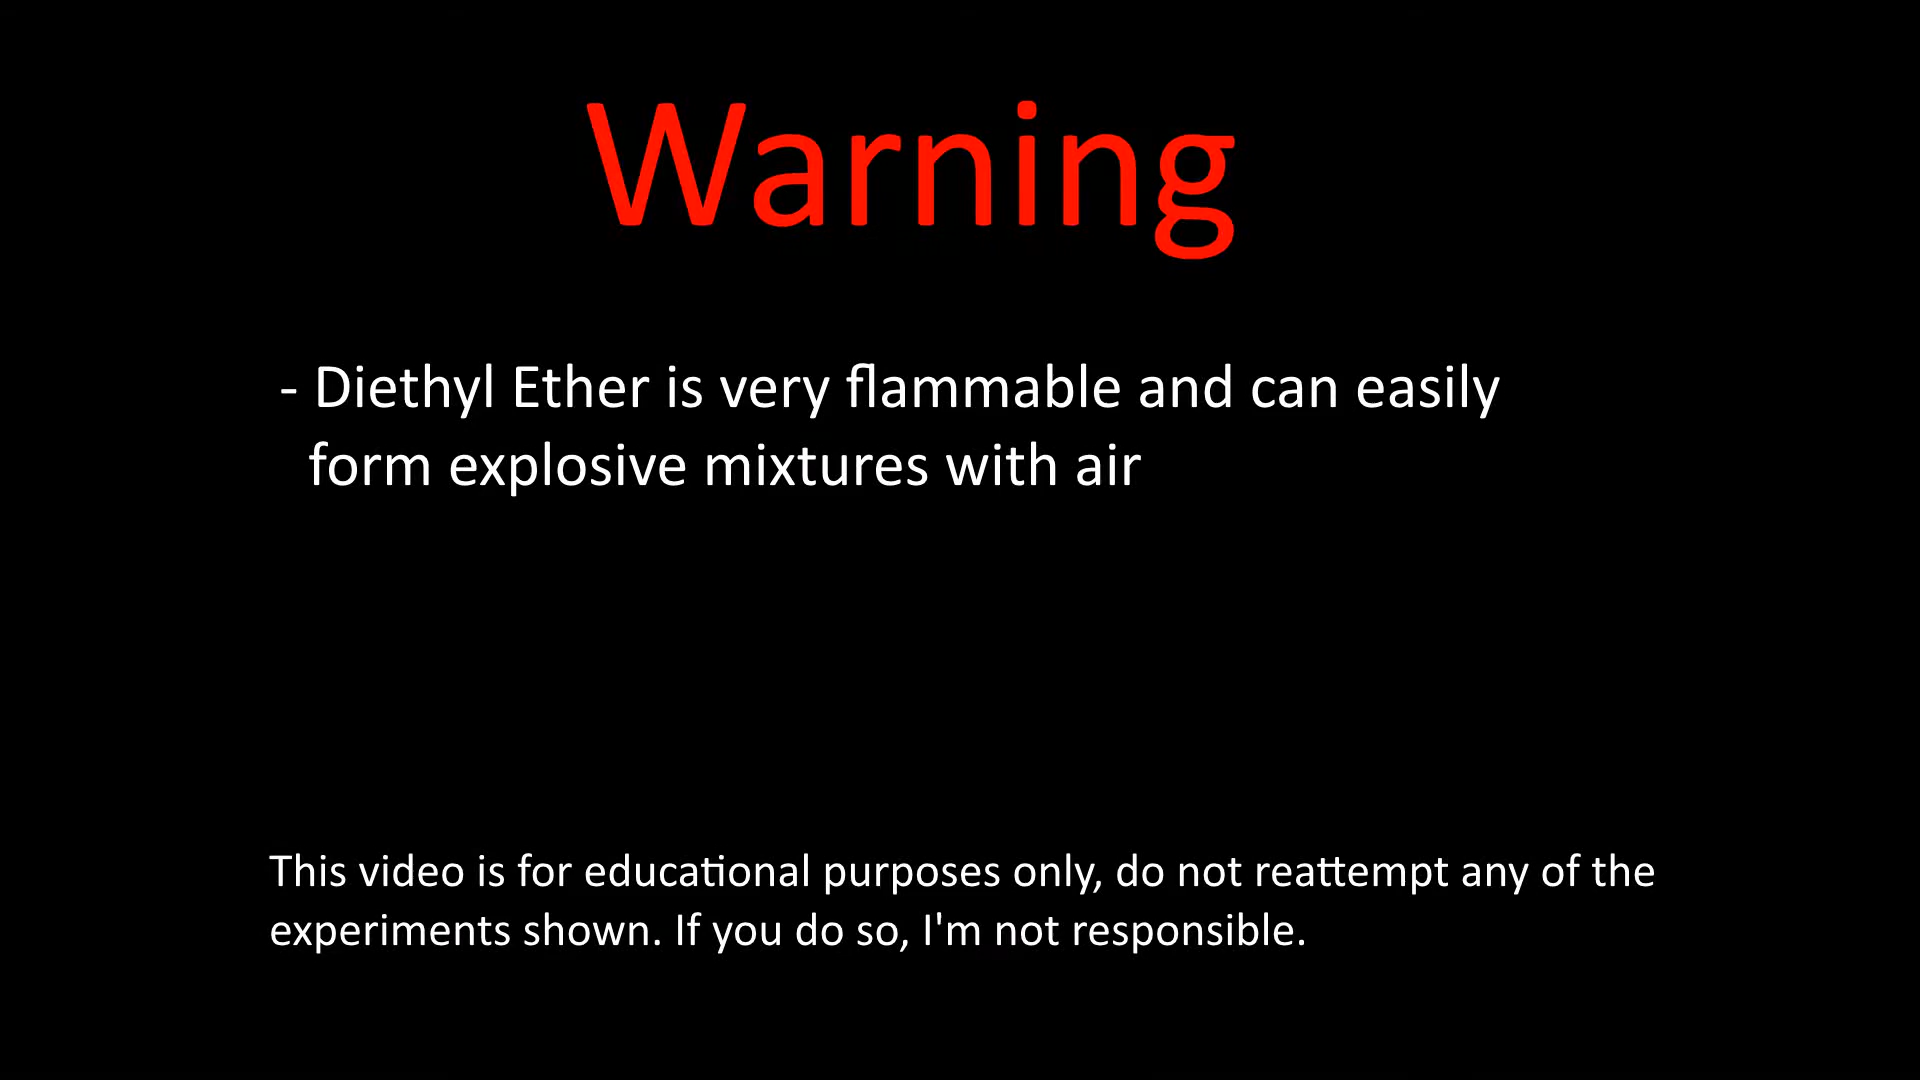 Warning
- Diethyl Ether is very flammable and can easily
form explosive mixtures with air
This video is for educational purposes only, do not reattempt any of the
experiments shown. If you do so, I'm not responsible.